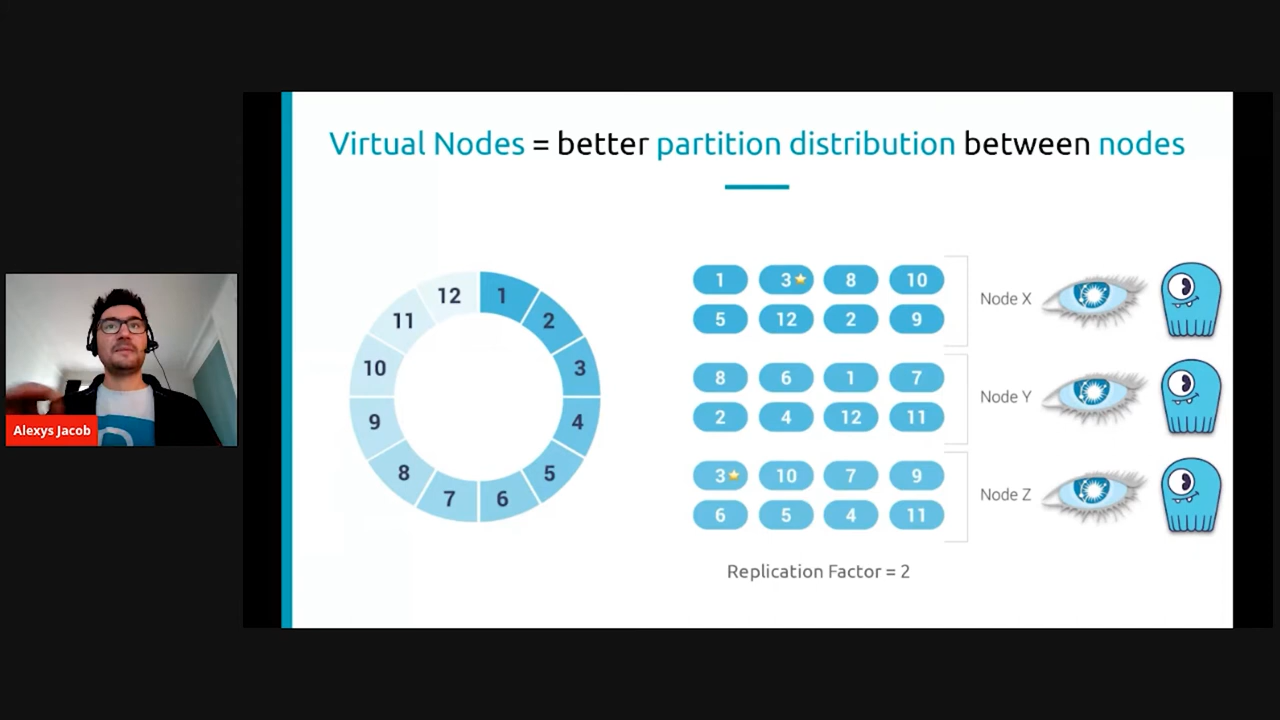 Virtual Nodes = better partition distribution between nodes
12 1
11 2
10 3
9 4
8 5
7 6
1 3 8 10
5 12 2 9
Node X
8 6 1 7
2 4 12 11
Node Y
3 10 7 9
6 5 4 11
Node Z
Replication Factor = 2
Alexys Jacob